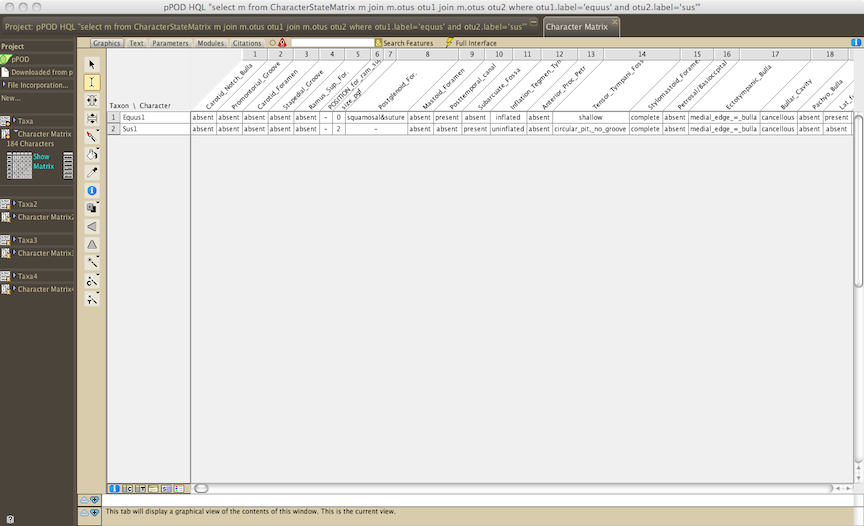 pPOD HQL "select m from CharacterStateMatrix m join m.otus otu1 join m.otus otu2 where otu1.label='equus' and otu2.label='sus'"
Project: pPOD HQL "select m from CharacterStateMatrix m join m.otus otu1 join m.otus otu2 where otu1.label='equus' and otu2.label='sus'" Character Matrix
Project
pPOD
Downloaded from p
File Incorporation...
New...
Taxa
Character Matrix
184 Characters
Show
Matrix
Taxa2
Character Matrix2
Taxa3
Character Matrix3
Taxa4
Character Matrix
Graphics Text Parameters Modules Citations Search Features Full Interface
1 2 3 4 5 6 7 8 9 10 11 12 13 14 15 16 17 18
Carotid_Notch_Bulla
Promontorial_Groove
Carotid_Foramen
Stapedial_Groove
Ramus_Sup_For.
POSITION_for_ram_su
size_pgf
Postglenoid_For.
Mastoid_Foramen
Posttemporal_canal
Subarcuate_Fossa
Inflation_Tegmen_Ty
Anterior_Proc_Petr
Tensor_Tympani_Foss
Stylomastoid_Forame
Petrosal/Basioccipit
Ectotympanic_Bulla
Bullar_Cavity
Pachyo_Bulla
Lat_
Taxon \ Character
1 Equus1 absent absent absent absent absent - 0 squamosal&suture absent present absent inflated absent shallow complete absent medial_edge_=_bulla cancellous absent present
2 Sus1 absent absent absent absent absent - 2 - absent absent present uninflated absent circular_pit,_no_groove complete absent medial_edge_=_bulla cancellous absent absent
This tab will display a graphical view of the contents of this window. This is the current view.